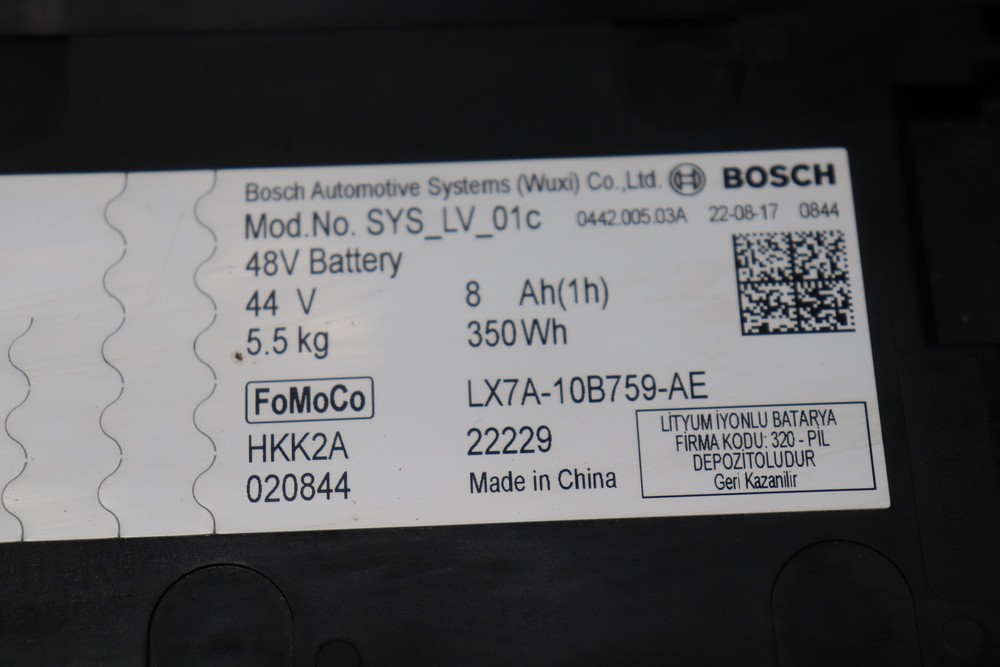 Bosch Automotive Systems (Wuxi) Co.,Ltd. BOSCH
Mod.No. SYS_LV_01c 0442.005.03A 22-08-17 0844
48V Battery
44 V 8 Ah(1h)
5.5 kg 350Wh
FoMoCo LX7A-10B759-AE
HKK2A 22229
020844 Made in China
LİTYUM İYONLU BATARYA
FİRMA KODU: 320 - PİL
DEPOZİTOLUDUR
Geri Kazanilir